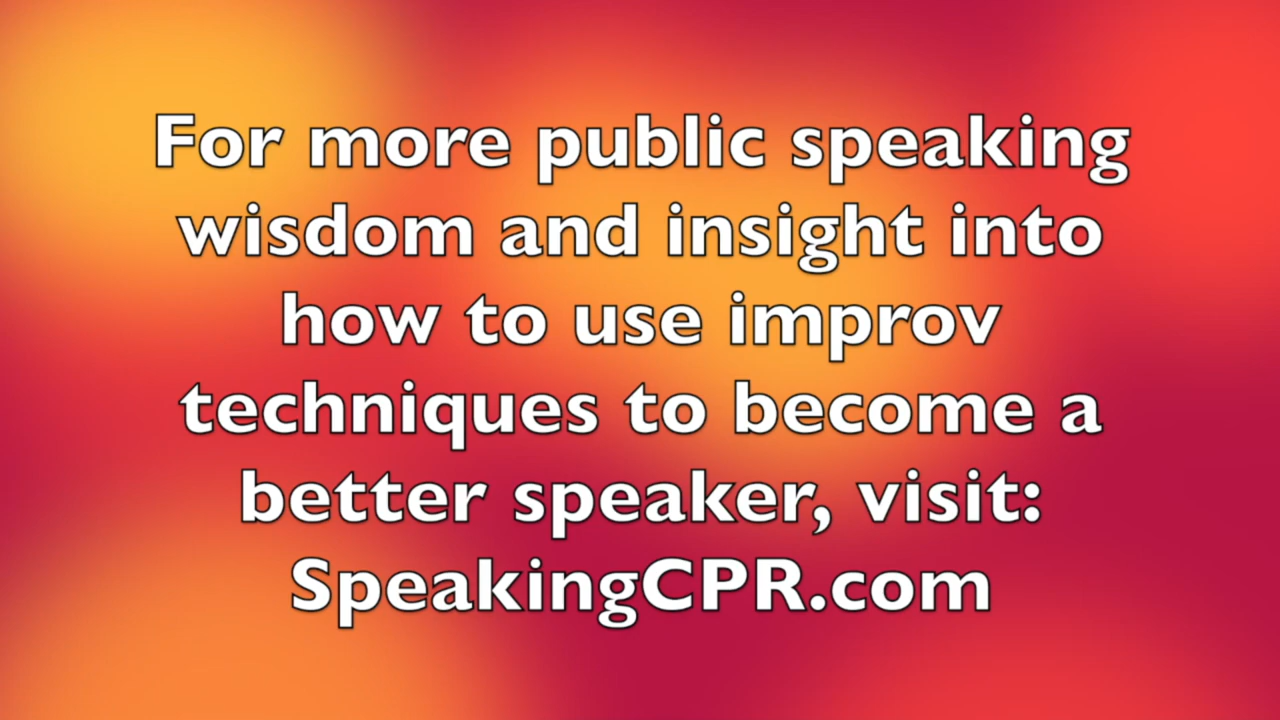 For more public speaking
wisdom and insight into
how to use improv
techniques to become a
better speaker, visit:
SpeakingCPR.com